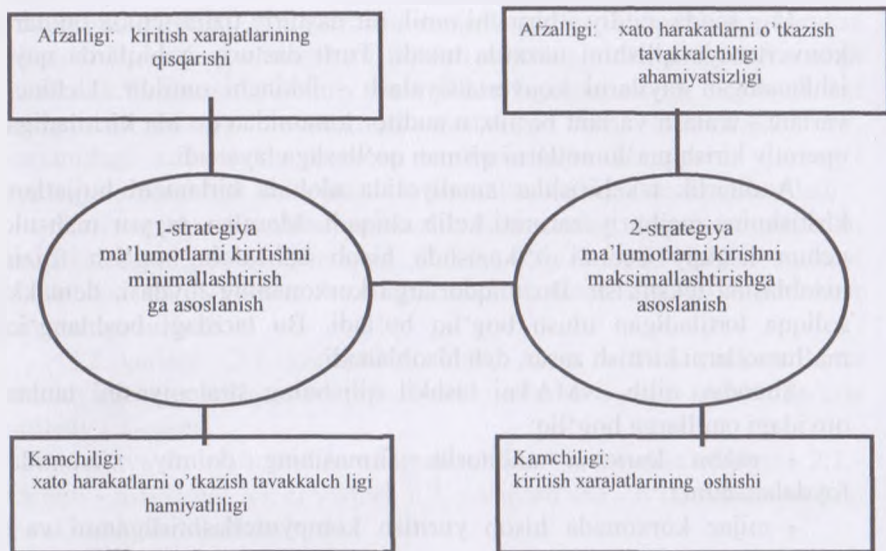 Afzalligi: kiritish xarajatlarining
qisqarishi
Afzalligi: xato harakatlarni o’tkazish
tavakkalchiligi
ahamiyatsizligi
1-strategiya
ma’lumotlarni kiritishni
minimallashtirish
ga asoslanish
2-strategiya
ma’lumotlarni kirishni
maksimallashtirishga
asoslanish
Kamchiligi:
xato harakatlarni o’tkazish tavakkalch ligi
hamiyatliligi
Kamchiligi:
kiritish xarajatlarining oshishi